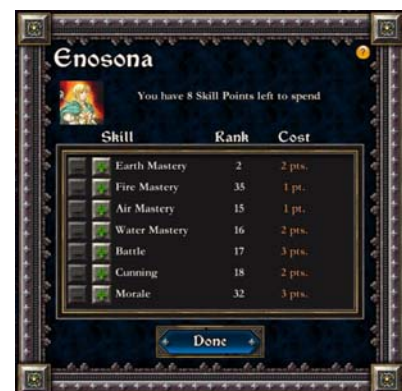 Enosona
?
You have 8 Skill Points left to spend
Skill Rank Cost
Earth Mastery 2 2 pts.
Fire Mastery 35 1 pt.
Air Mastery 15 1 pt.
Water Mastery 16 2 pts.
Battle 17 3 pts.
Cunning 18 2 pts.
Morale 32 3 pts.
Done